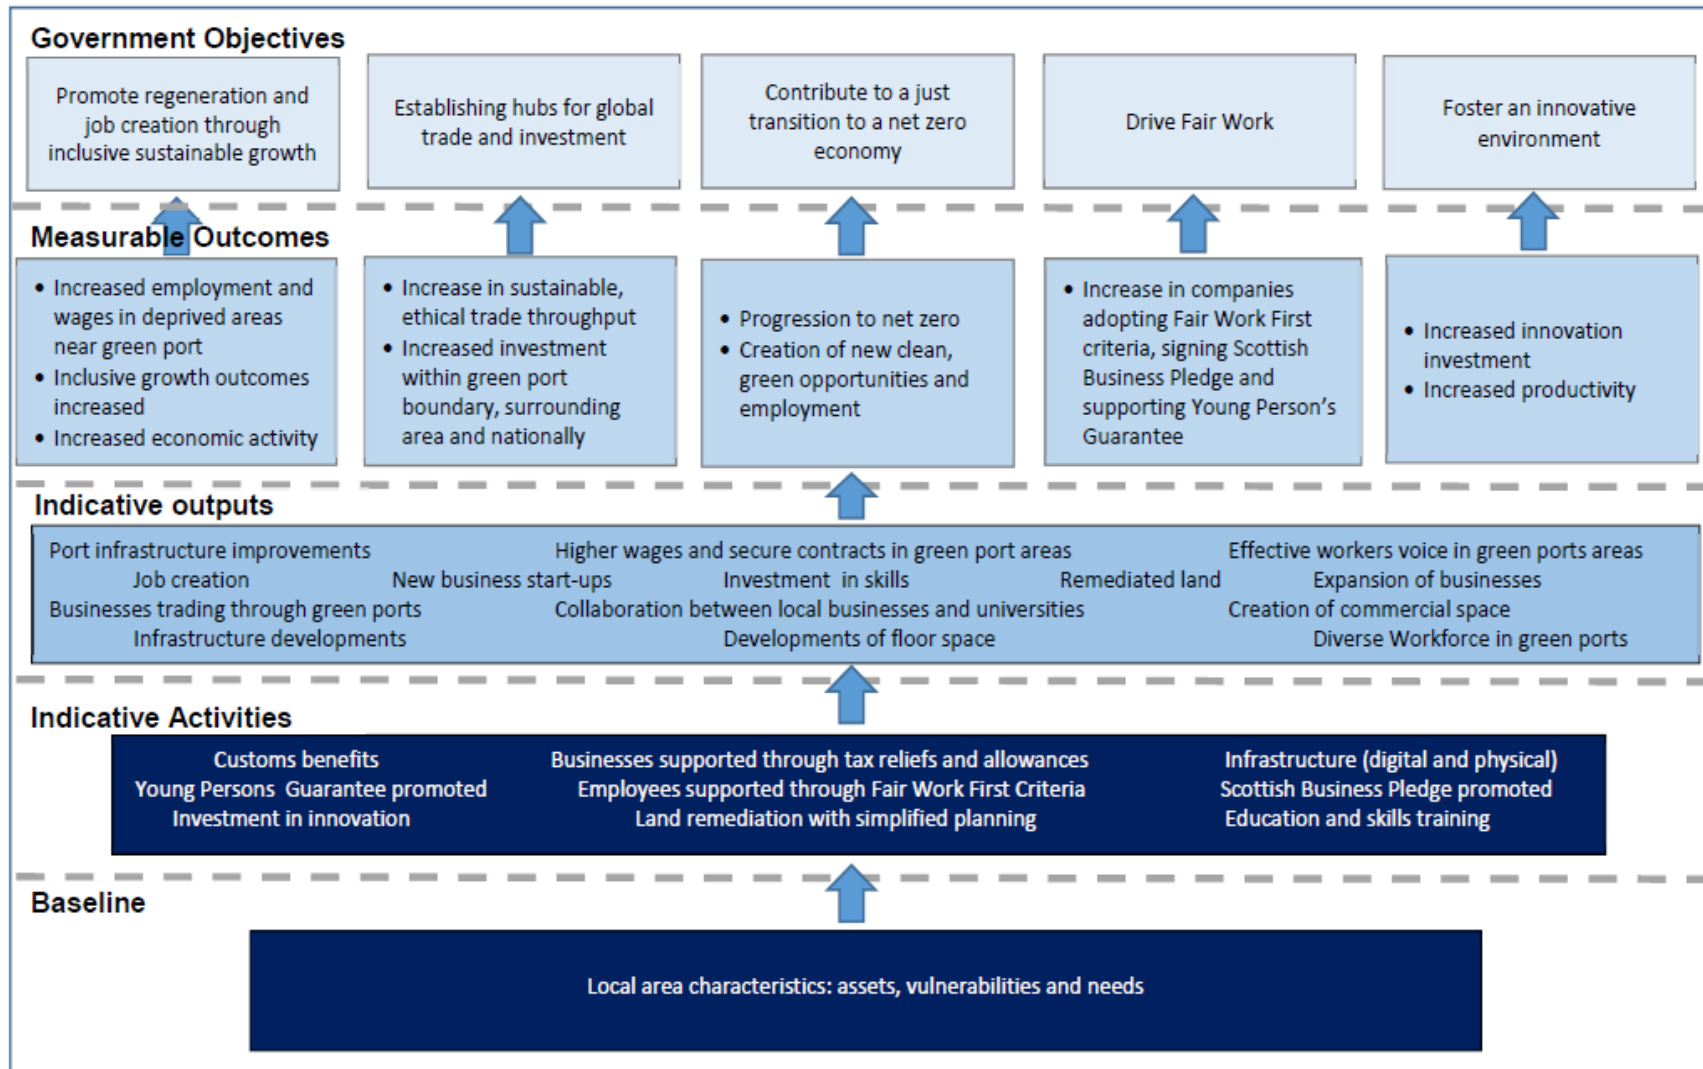 Government Objectives
Promote regeneration and
job creation through
inclusive sustainable growth
Establishing hubs for global
trade and investment
Contribute to a just
transition to a net zero
economy
Drive Fair Work
Foster an innovative
environment
Measurable Outcomes
• Increased employment and
wages in deprived areas
near green port
• Inclusive growth outcomes
increased
• Increased economic activity
• Increase in sustainable,
ethical trade throughput
• Increased investment
within green port
boundary, surrounding
area and nationally
• Progression to net zero
• Creation of new clean,
green opportunities and
employment
• Increase in companies
adopting Fair Work First
criteria, signing Scottish
Business Pledge and
supporting Young Person's
Guarantee
• Increased innovation
investment
• Increased productivity
Indicative outputs
Port infrastructure improvements Higher wages and secure contracts in green port areas Effective workers voice in green ports areas
Job creation New business start-ups Investment in skills Remediated land Expansion of businesses
Businesses trading through green ports Collaboration between local businesses and universities Creation of commercial space
Infrastructure developments Developments of floor space Diverse Workforce in green ports
Indicative Activities
Customs benefits Businesses supported through tax reliefs and allowances Infrastructure (digital and physical)
Young Persons Guarantee promoted Employees supported through Fair Work First Criteria Scottish Business Pledge promoted
Investment in innovation Land remediation with simplified planning Education and skills training
Baseline
Local area characteristics: assets, vulnerabilities and needs